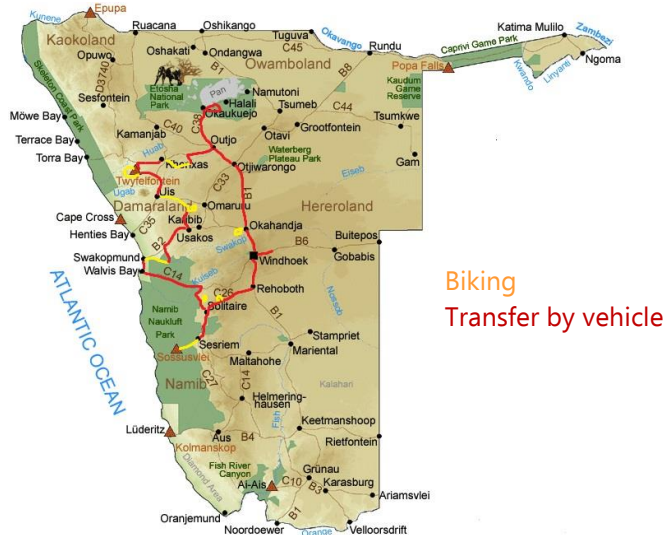 Epupa
Kunene
Ruacana
Oshikango
Tuguva
Okavango
Katima Mulilo
Zambezi
Kaokoland
Oshakati
Ondangwa
C45
Rundu
Caprivi Game Park
Ngoma
Opuwo
Owamboland
Popa Falls
Kwando
Linyanti
D3740
B1
B8
Skeleton Coast Park
Etosha
National
Park
Pan
Namutoni
Kaudum
Game
Reserve
Sesfontein
Halali
Okaukuejo
Tsumeb
C44
Tsumkwe
Möwe Bay
Kamanjab
C40
C38
Grootfontein
Otavi
Terrace Bay
Outjo
Waterberg
Plateau Park
Torra Bay
Huab
Khorixas
Otjiwarongo
Gam
Eiseb
Twyfelfontein
C33
B1
Ugab
Uis
Damaraland
Omaruru
Hereroland
Cape Cross
Karibib
Okahandja
C35
Henties Bay
Usakos
Swakop
B2
B6
Buitepos
Swakopmund
Windhoek
Gobabis
Walvis Bay
C14
Kuiseb
Rehoboth
C26
Nossob
Biking
Solitaire
B1
Namib
Naukluft
Park
Transfer by vehicle
Stampriet
Sesriem
Mariental
Sossusvlei
Maltahohe
ATLANTIC OCEAN
Namib
C27
C14
Kalahari
Helmering-
hausen
Fish
Lüderitz
Keetmanshoop
Aus
B4
Rietfontein
Kolmanskop
Fish River
Canyon
Diamond Area
Grünau
Ai-Ais
C10
B3
Karasburg
Ariamsvlei
Oranjemund
B1
Noordoewer
Orange
Velloorsdrift